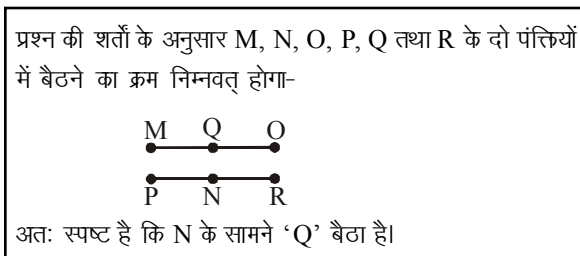 प्रश्न की शर्तों के अनुसार M, N, O, P, Q तथा R के दो पंक्तियों
में बैठने का क्रम निम्नवत् होगा-
M Q O
P N R
अतः स्पष्ट है कि N के सामने ‘Q’ बैठा है।